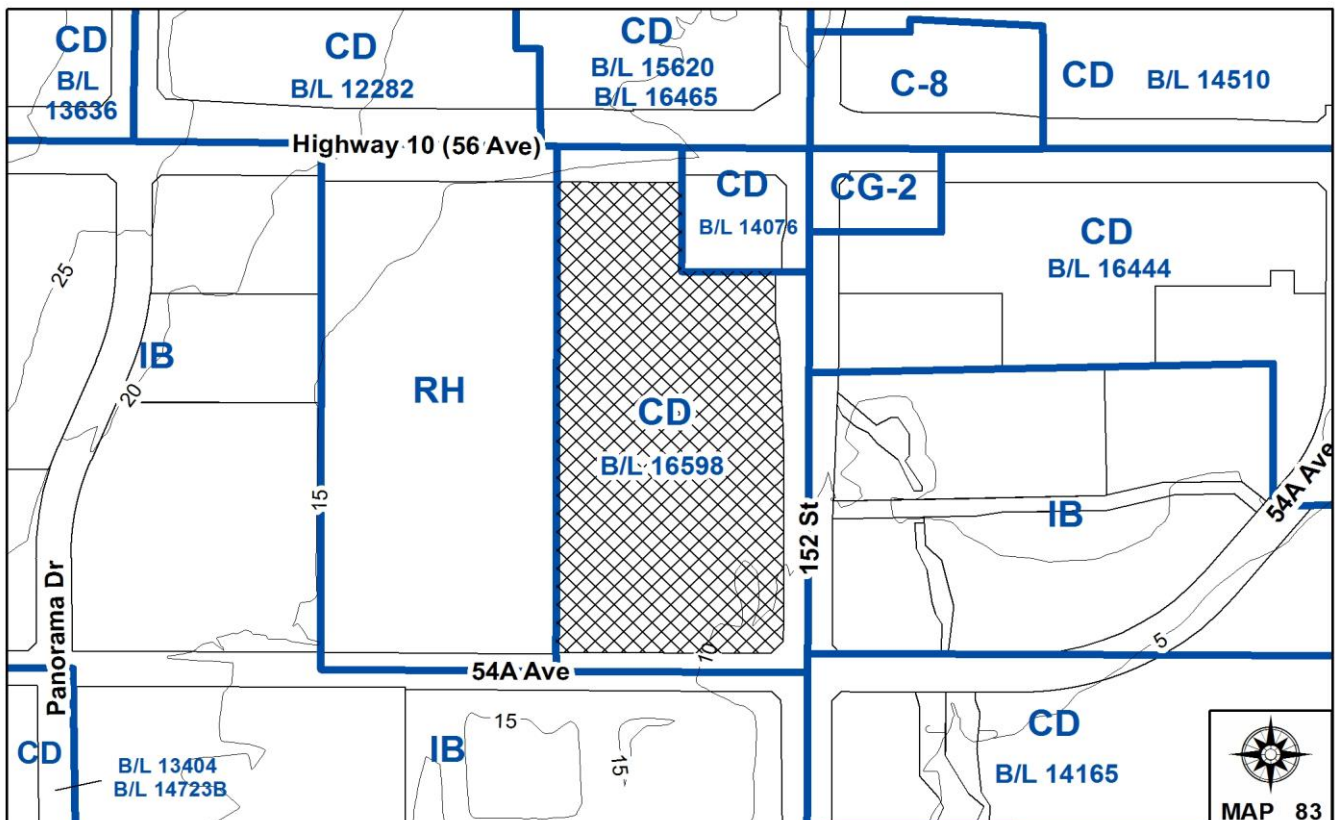 CD
B/L
13636
CD
B/L 12282
CD
B/L 15620
B/L 16465
C-8
CD
B/L 14510
Highway 10 (56 Ave)
CD
B/L 14076
CG-2
CD
B/L 16444
25
IB
20
RH
15
CD
B/L 16598
152 St
IB
54A Ave
Panorama Dr
10
5
54A Ave
CD
B/L 13404
B/L 14723B
IB
15
15
CD
B/L 14165
MAP 83